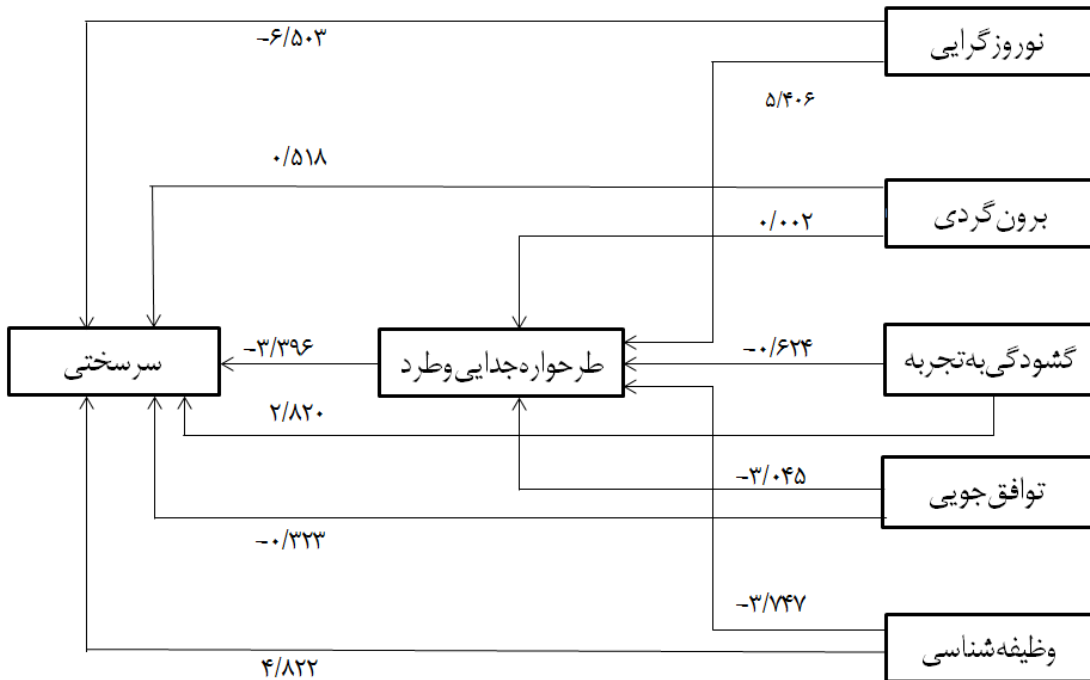 نوروزگرایی
-۶/۵۰۳
۵/۴۰۶
۰/۵۱۸
برون‌گردی
۰/۰۰۲
سرسختی
-۳/۳۹۶
طرحواره‌جدایی‌وطرد
-۰/۶۲۴
گشودگی‌به‌تجربه
۲/۸۲۰
توافق‌جویی
-۳/۰۴۵
-۰/۳۲۳
-۳/۷۴۷
وظیفه‌شناسی
۴/۸۲۲